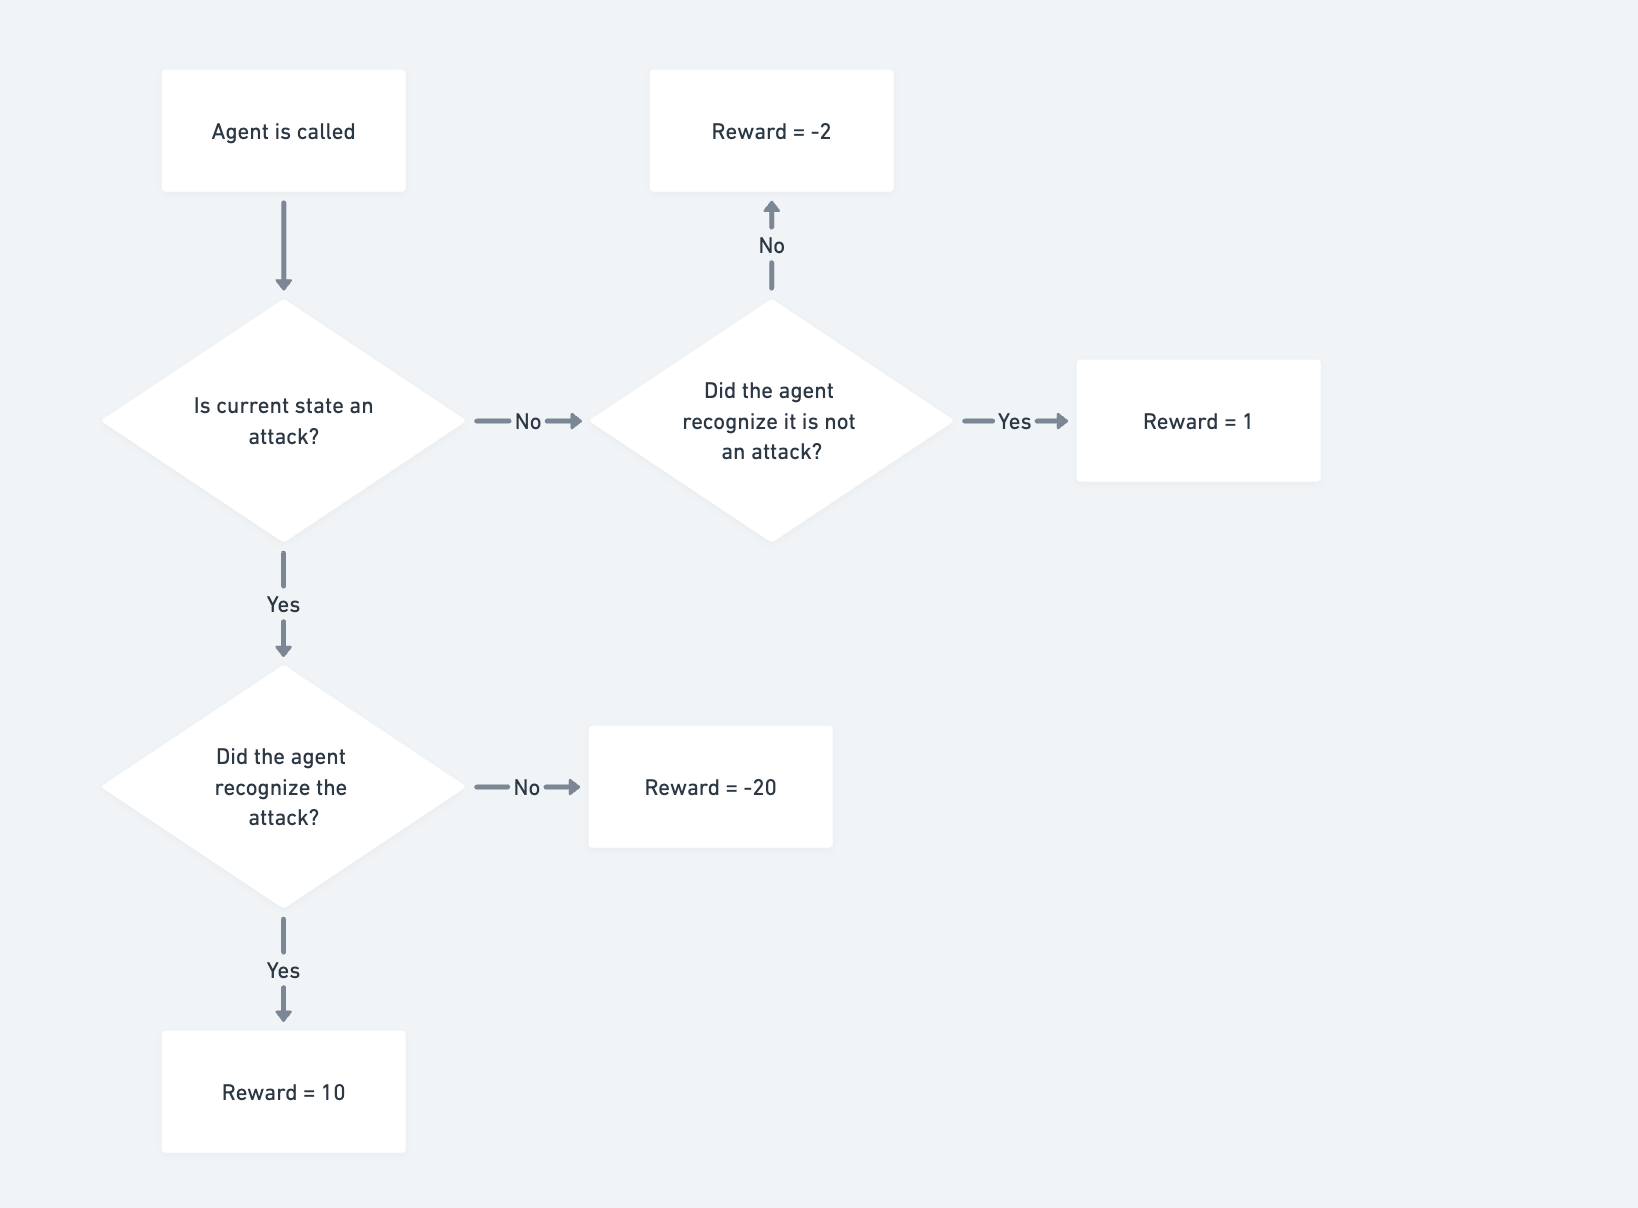 Agent is called
Reward = -2
No
Is current state an
attack?
No
Did the agent
recognize it is not
an attack?
Yes
Reward = 1
Yes
Did the agent
recognize the
attack?
No
Reward = -20
Yes
Reward = 10